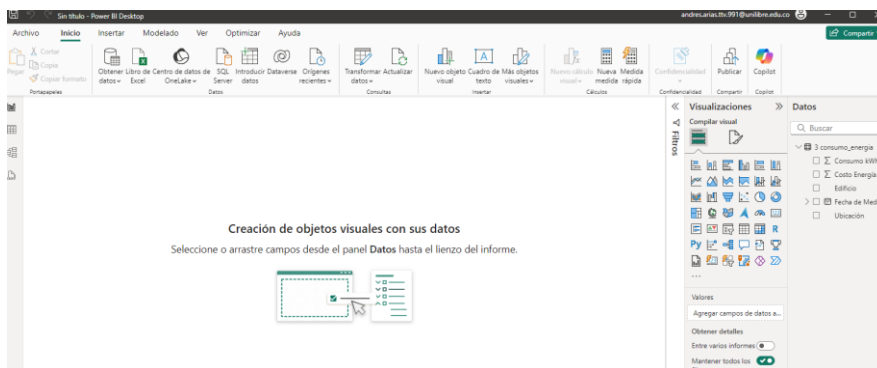 Sin título - Power BI Desktop
andres.arias.ttv.991@unilibre.edu.co
Archivo Inicio Insertar Modelado Ver Optimizar Ayuda
Compartir
Pegar
Cortar
Copia
Copiar formato
Portapapeles
Obtener datos
Libro de Excel
Centro de datos de OneLake
SQL Server
Introducir datos
Dataverse
Orígenes recientes
Datos
Transformar datos
Actualizar
Consultas
Nuevo objeto visual
Cuadro de texto
Más objetos visuales
Insertar
Nuevo cálculo visual
Nueva medida
Medida rápida
Cálculos
Confidencialidad
Confidencialidad
Publicar
Compartir
Copilot
Copilot
Creación de objetos visuales con sus datos
Seleccione o arrastre campos desde el panel Datos hasta el lienzo del informe.
Filtros
Visualizaciones
Compilar visual
R
Py
Valores
Agregar campos de datos a...
Obtener detalles
Entre varios informes
Mantener todos los
Datos
Buscar
3 consumo_energia
Consumo kWh
Costo Energía
Edificio
Fecha de Med
Ubicación